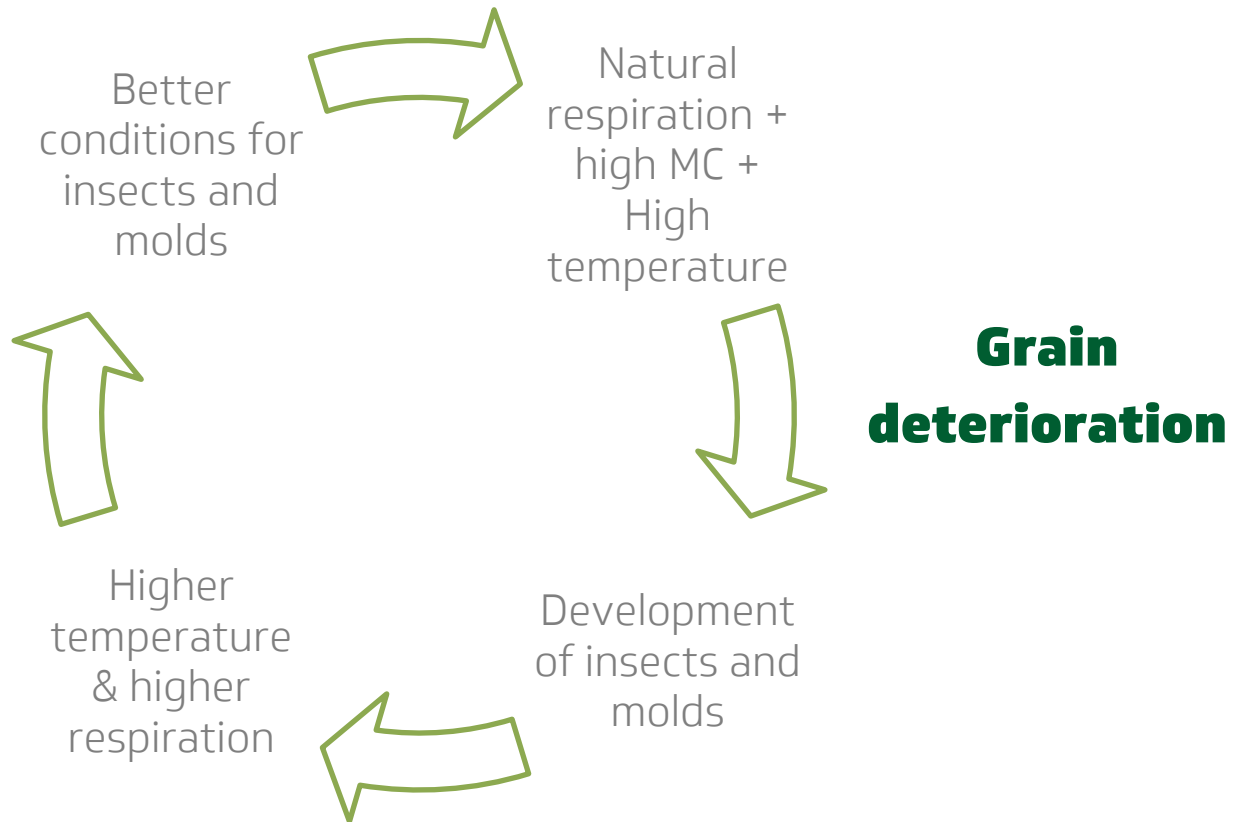 Better
conditions for
insects and
molds
Natural
respiration +
high MC +
High
temperature
Grain
deterioration
Development
of insects and
molds
Higher
temperature
& higher
respiration